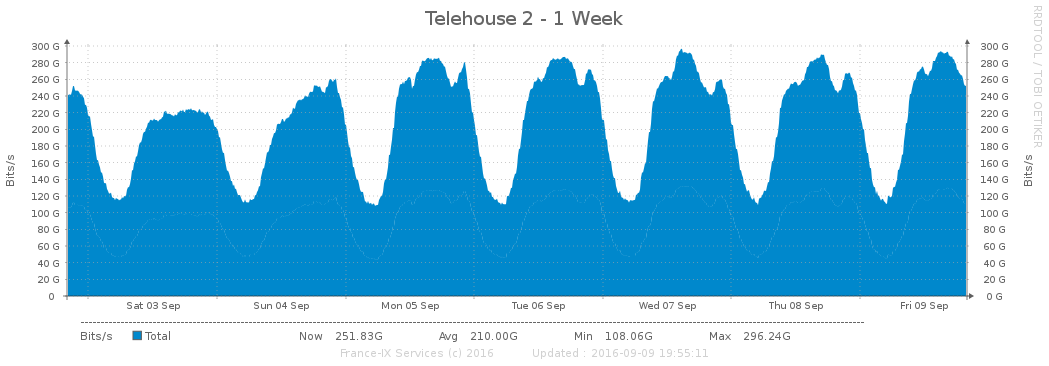 Telehouse 2 - 1 Week
RRDTOOL / TOBI OETIKER
Bits/s
300 G
280 G
260 G
240 G
220 G
200 G
180 G
160 G
140 G
120 G
100 G
80 G
60 G
40 G
20 G
0
300 G
280 G
260 G
240 G
220 G
200 G
180 G
160 G
140 G
120 G
100 G
80 G
60 G
40 G
20 G
0 G
Bits/s
Sat 03 Sep Sun 04 Sep Mon 05 Sep Tue 06 Sep Wed 07 Sep Thu 08 Sep Fri 09 Sep
Bits/s Total Now 251.83G Avg 210.00G Min 108.06G Max 296.24G
France-IX Services (c) 2016 Updated : 2016-09-09 19:55:11